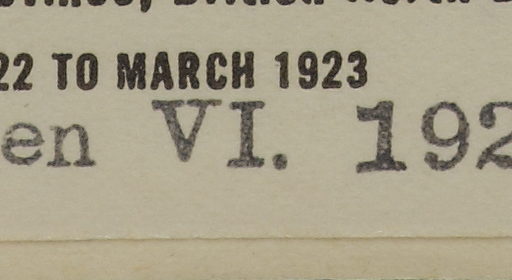 22 TO MARCH 1923
en VI. 192